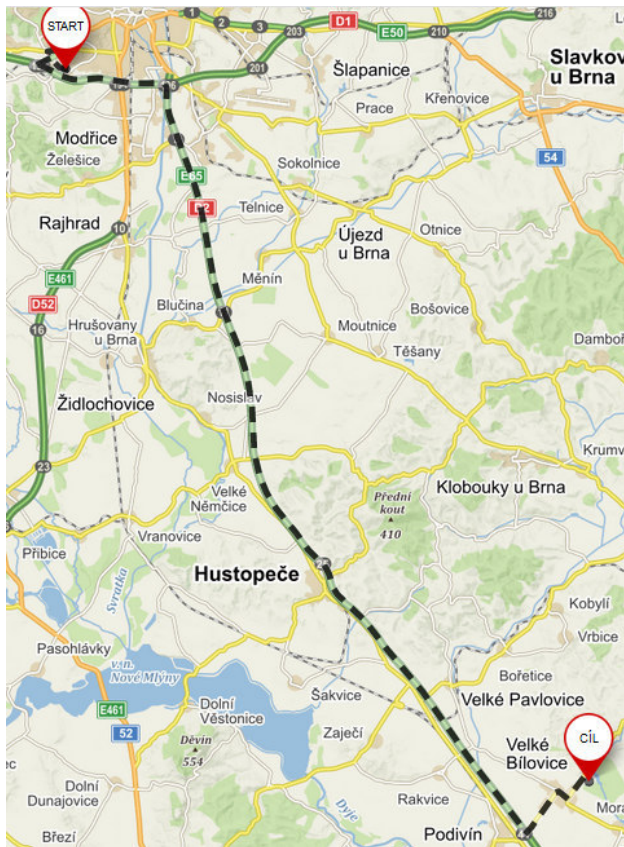 START
1
2
3
D1
216
E50
203
210
201
Šlapanice
Slavkov
u Brna
Prace
Křenovice
Modřice
Želešice
54
Sokolnice
E65
Rajhrad
D2
Telnice
10
Újezd
u Brna
Otnice
E461
Měnín
D52
Blučina
Bošovice
16
Hrušovany
u Brna
Moutnice
Těšany
Nosislav
Židlochovice
23
Krumv
Klobouky u Brna
Velké
Němčice
Přední
kout
410
Vranovice
Přibice
Svratka
Hustopeče
Kobylí
Vrbice
Pasohlávky
v. n.
Nové Mlýny
Bořetice
Šakvice
Velké Pavlovice
E461
52
Dolní
Věstonice
Zaječí
Děvín
554
Velké
Bílovice
CÍL
Dolní
Dunajovice
Rakvice
Dyje
Březí
Podivín